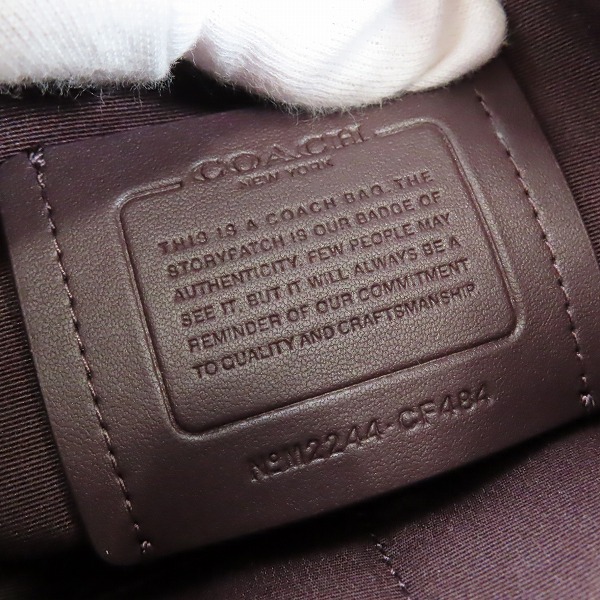 COACH
NEW YORK
THIS IS A COACH BAG. THE
STORYPATCH IS OUR BADGE OF
AUTHENTICITY. FEW PEOPLE MAY
SEE IT, BUT IT WILL ALWAYS BE A
REMINDER OF OUR COMMITMENT
TO QUALITY AND CRAFTSMANSHIP
No M2244-CF484